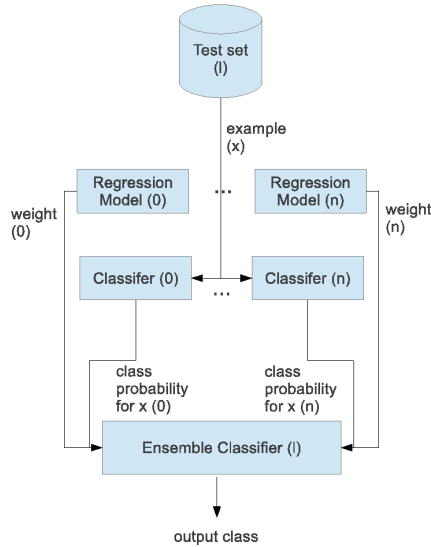 Test set
(I)
example
(x)
Regression
Model (0)
...
Regression
Model (n)
weight
(0)
weight
(n)
Classifer (0)
...
Classifer (n)
class
probability
for x (0)
class
probability
for x (n)
Ensemble Classifier (I)
output class